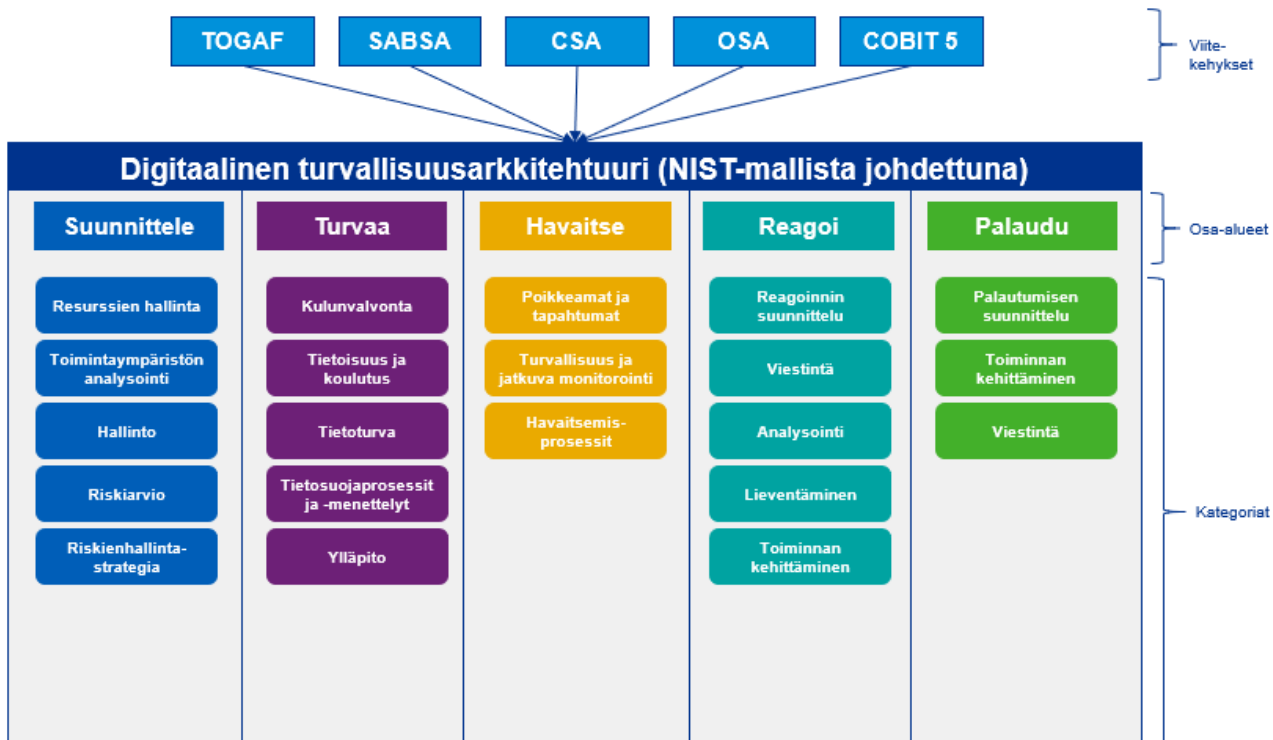 TOGAF
SABSA
CSA
OSA
COBIT 5
Viite-
kehykset
Digitaalinen turvallisuusarkkitehtuuri (NIST-mallista johdettuna)
Suunnittele
Turvaa
Havaitse
Reagoi
Palaudu
Osa-alueet
Resurssien hallinta
Toimintaympäristön
analysointi
Hallinto
Riskiarvio
Riskienhallinta-
strategia
Kulunvalvonta
Tietoisuus ja
koulutus
Tietoturva
Tietosuojaprosessit
ja -menettelyt
Ylläpito
Poikkeamat ja
tapahtumat
Turvallisuus ja
jatkuva monitorointi
Havaitsemis-
prosessit
Reagoinnin
suunnittelu
Viestintä
Analysointi
Lieventäminen
Toiminnan
kehittäminen
Palautumisen
suunnittelu
Toiminnan
kehittäminen
Viestintä
Kategoriat